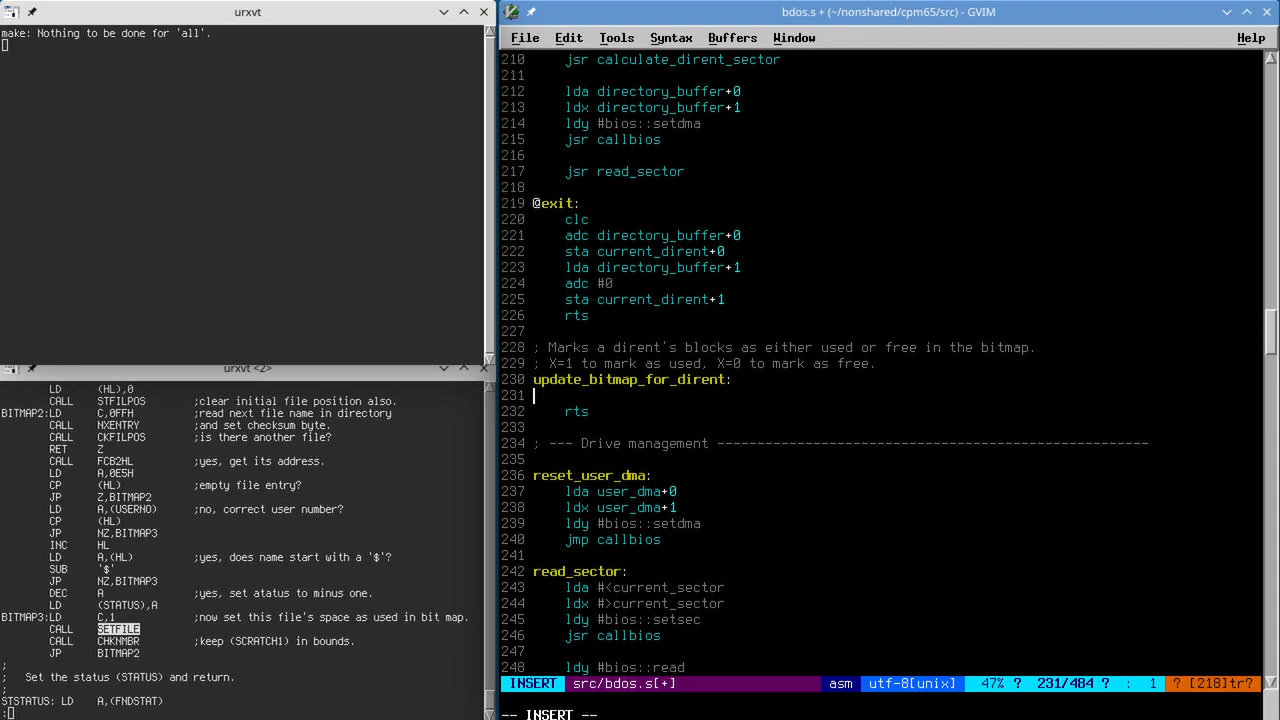 urxvt
make: Nothing to be done for 'all'.
urxvt <2>
LD (HL),0
CALL STFILPOS ;clear initial file position also.
BITMAP2:LD C,0FFH ;read next file name in directory
CALL NXENTRY ;and set checksum byte.
CALL CKFILPOS ;is there another file?
RET Z
CALL FCB2HL ;yes, get its address.
LD A,0E5H
CP (HL) ;empty file entry?
JP Z,BITMAP2
LD A,(USERNO) ;no, correct user number?
CP (HL)
JP NZ,BITMAP3
INC HL
LD A,(HL) ;yes, does name start with a '$'?
SUB '$'
JP NZ,BITMAP3
DEC A ;yes, set atatus to minus one.
LD (STATUS),A
BITMAP3:LD C,1 ;now set this file's space as used in bit map.
CALL SETFILE
CALL CHKNMBR ;keep (SCRATCH1) in bounds.
JP BITMAP2
;
; Set the status (STATUS) and return.
;
STSTATUS: LD A,(FNDSTAT)
:
bdos.s + (~/nonshared/cpm65/src) - GVIM
File Edit Tools Syntax Buffers Window Help
210 jsr calculate_dirent_sector
211
212 lda directory_buffer+0
213 ldx directory_buffer+1
214 ldy #bios::setdma
215 jsr callbios
216
217 jsr read_sector
218
219 @exit:
220 clc
221 adc directory_buffer+0
222 sta current_dirent+0
223 lda directory_buffer+1
224 adc #0
225 sta current_dirent+1
226 rts
227
228 ; Marks a dirent's blocks as either used or free in the bitmap.
229 ; X=1 to mark as used, X=0 to mark as free.
230 update_bitmap_for_dirent:
231
232 rts
233
234 ; --- Drive management ------------------------------------------------------
235
236 reset_user_dma:
237 lda user_dma+0
238 ldx user_dma+1
239 ldy #bios::setdma
240 jmp callbios
241
242 read_sector:
243 lda #<current_sector
244 ldx #>current_sector
245 ldy #bios::setsec
246 jsr callbios
247
248 ldy #bios::read
INSERT src/bdos.s[+] asm utf-8[unix] 47% ? 231/484 ? : 1 ? [218]tr?
-- INSERT --